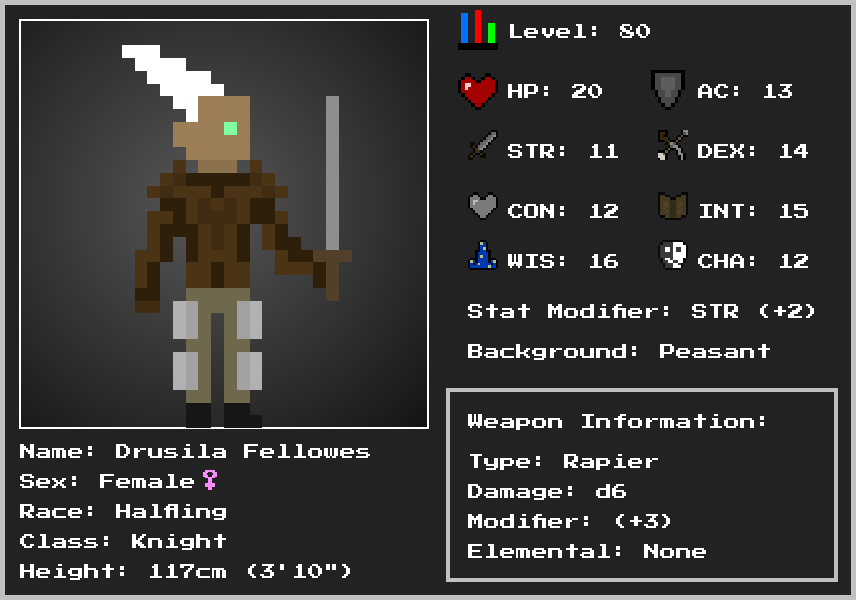 Level: 80
HP: 20
AC: 13
STR: 11
DEX: 14
CON: 12
INT: 15
WIS: 16
CHA: 12
Stat Modifier: STR (+2)
Background: Peasant
Weapon Information:
Type: Rapier
Damage: d6
Modifier: (+3)
Elemental: None
Name: Drusila Fellowes
Sex: Female♀
Race: Halfling
Class: Knight
Height: 117cm (3'10")